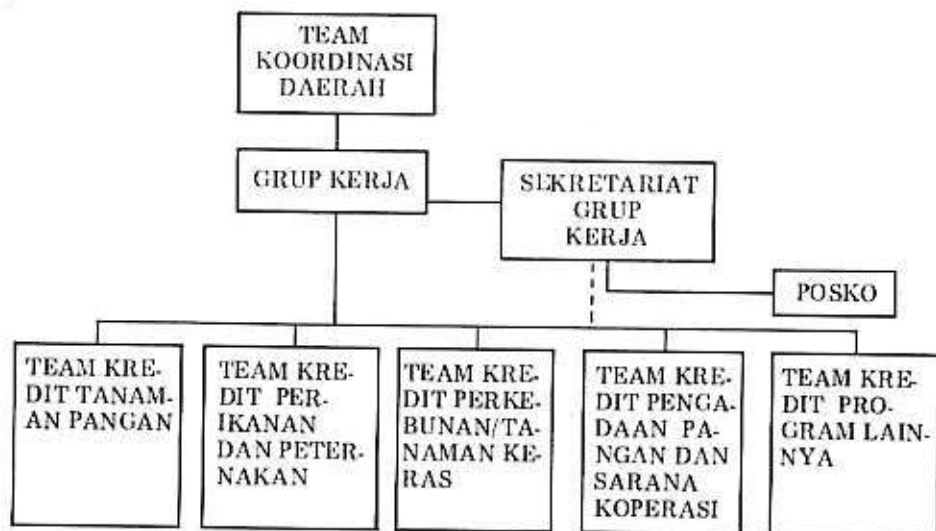 TEAM
KOORDINASI
DAERAH
GRUP KERJA
SEKRETARIAT
GRUP
KERJA
POSKO
TEAM KRE-
DIT TANAM-
AN PANGAN
TEAM KRE-
DIT PER-
IKANAN
DAN PETER-
NAKAN
TEAM KRE-
DIT PERKE-
BUNAN/TA-
NAMAN KE-
RAS
TEAM KRE-
DIT PENGA-
DAAN PA-
NGAN DAN
SARANA
KOPERASI
TEAM KRE-
DIT PRO-
GRAM LAIN-
NYA